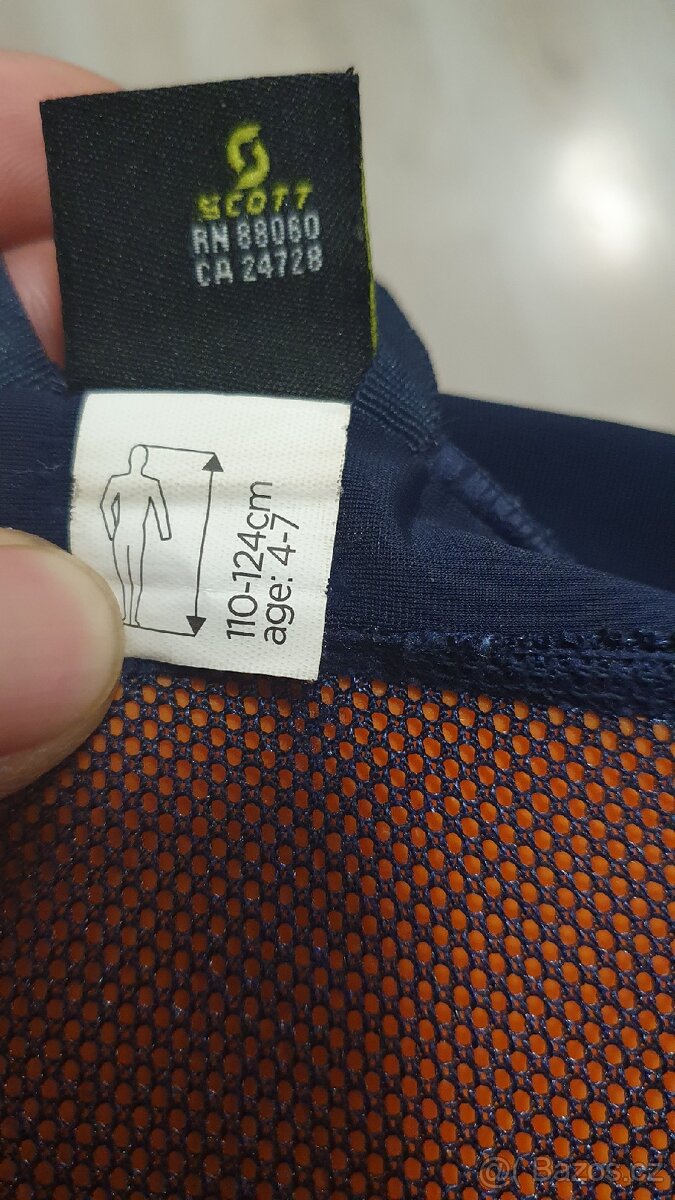 SCOTT
RN 88060
CA 24728
110-124cm
age: 4-7
Bazos.cz